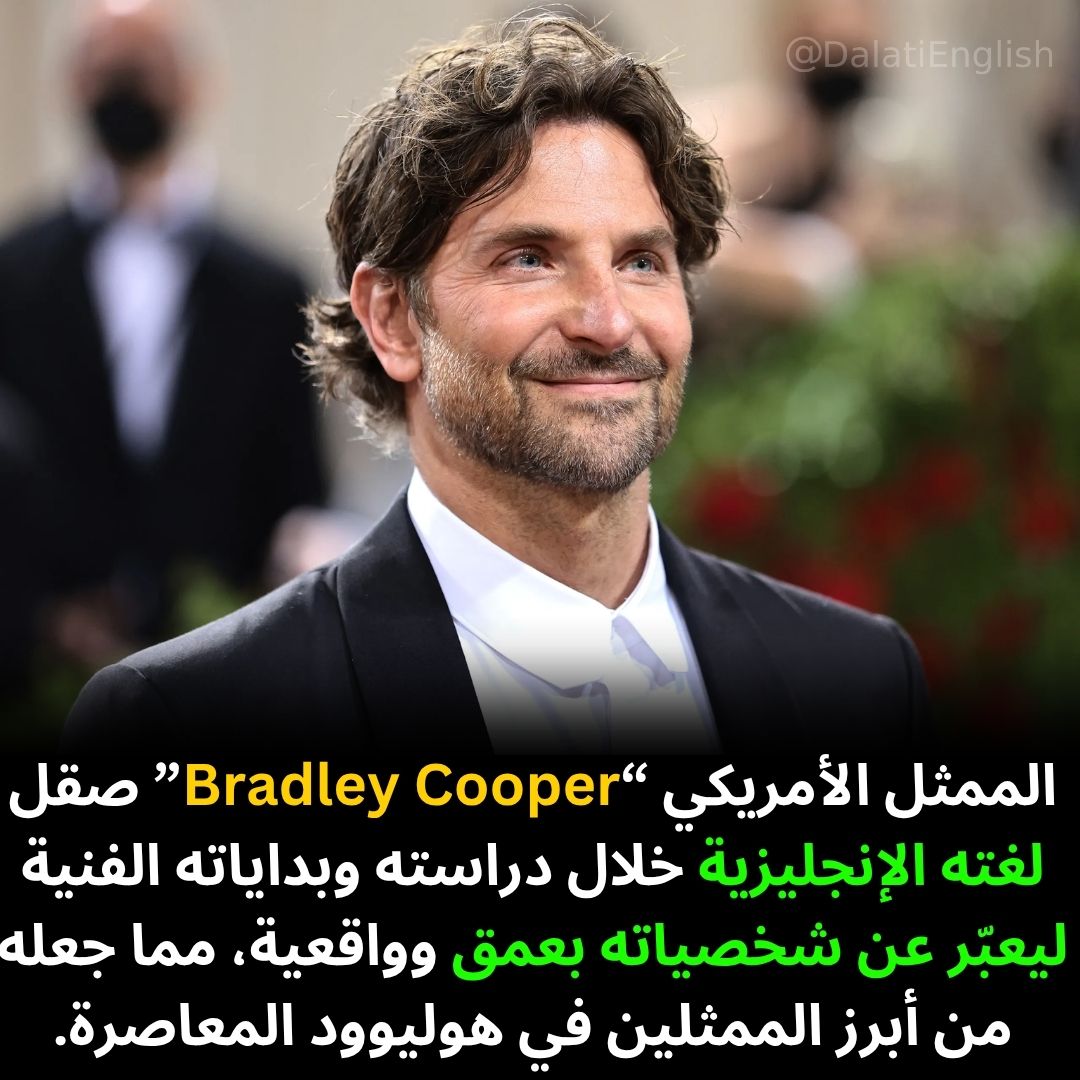 @DalatiEnglish
الممثل الأمريكي “Bradley Cooper” صقل
لغته الإنجليزية خلال دراسته وبداياته الفنية
ليعبّر عن شخصياته بعمق وواقعية، مما جعله
من أبرز الممثلين في هوليوود المعاصرة.